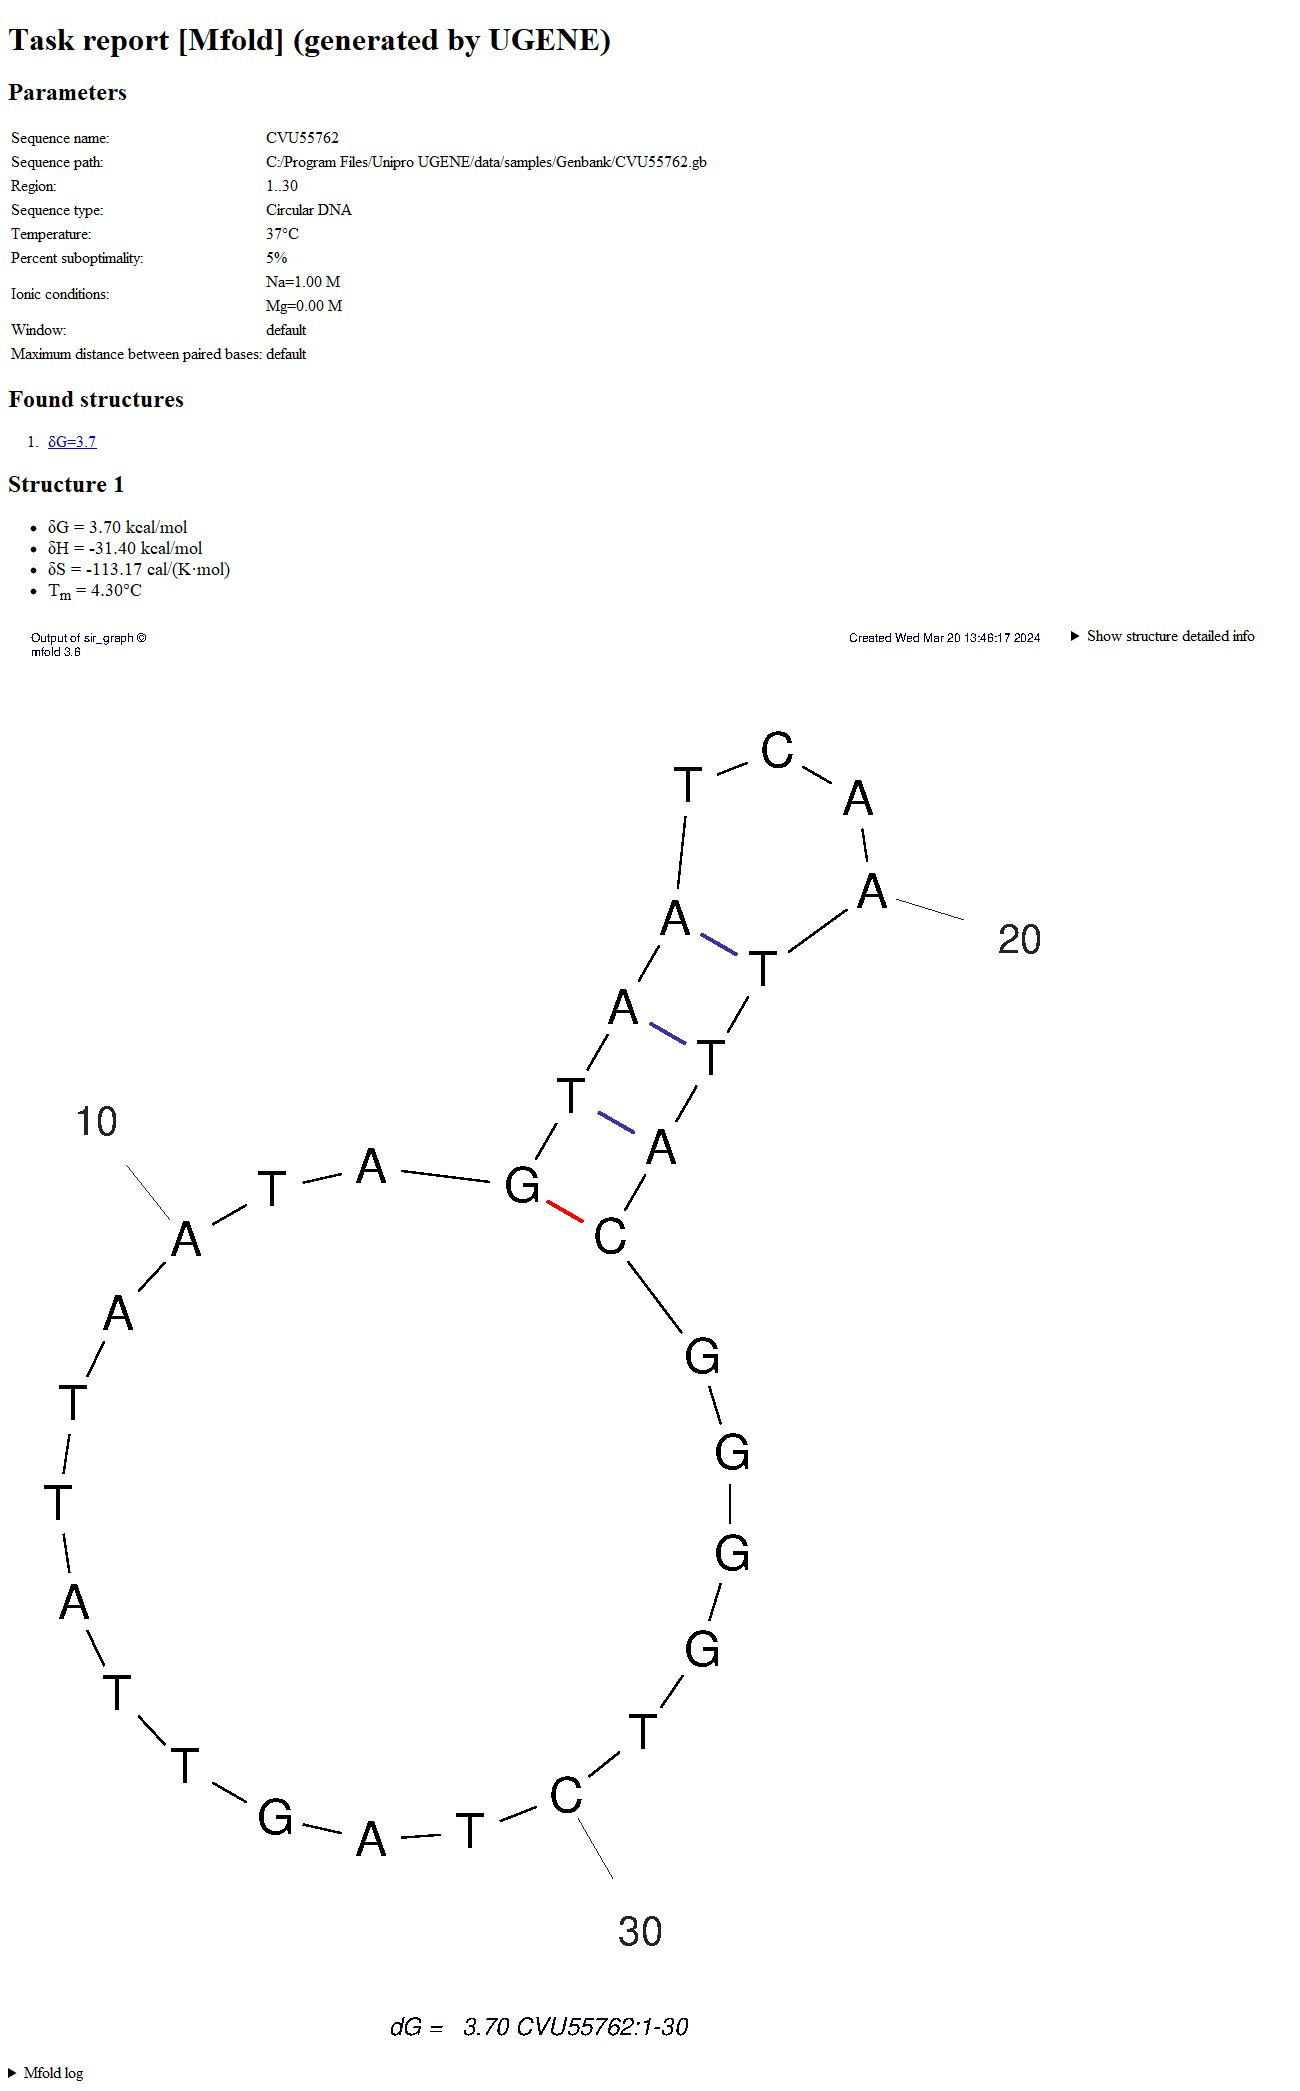 Task report [Mfold] (generated by UGENE)
Parameters
Sequence name: CVU55762
Sequence path: C:/Program Files/Unipro UGENE/data/samples/Genbank/CVU55762.gb
Region: 1..30
Sequence type: Circular DNA
Temperature: 37°C
Percent suboptimality: 5%
Ionic conditions: Na=1.00 M
Mg=0.00 M
Window: default
Maximum distance between paired bases: default
Found structures
1. δG=3.7
Structure 1
• δG = 3.70 kcal/mol
• δH = -31.40 kcal/mol
• δS = -113.17 cal/(K·mol)
• Tm = 4.30°C
Output of sir_graph ©
mfold 3.6
Created Wed Mar 20 13:46:17 2024
▶ Show structure detailed info
C
T
A
A
A
20
T
A
T
T
10
A
A
T
G
C
A
A
T
G
G
T
G
A
G
T
T
T
C
G
A
T
30
dG = 3.70 CVU55762:1-30
▶ Mfold log